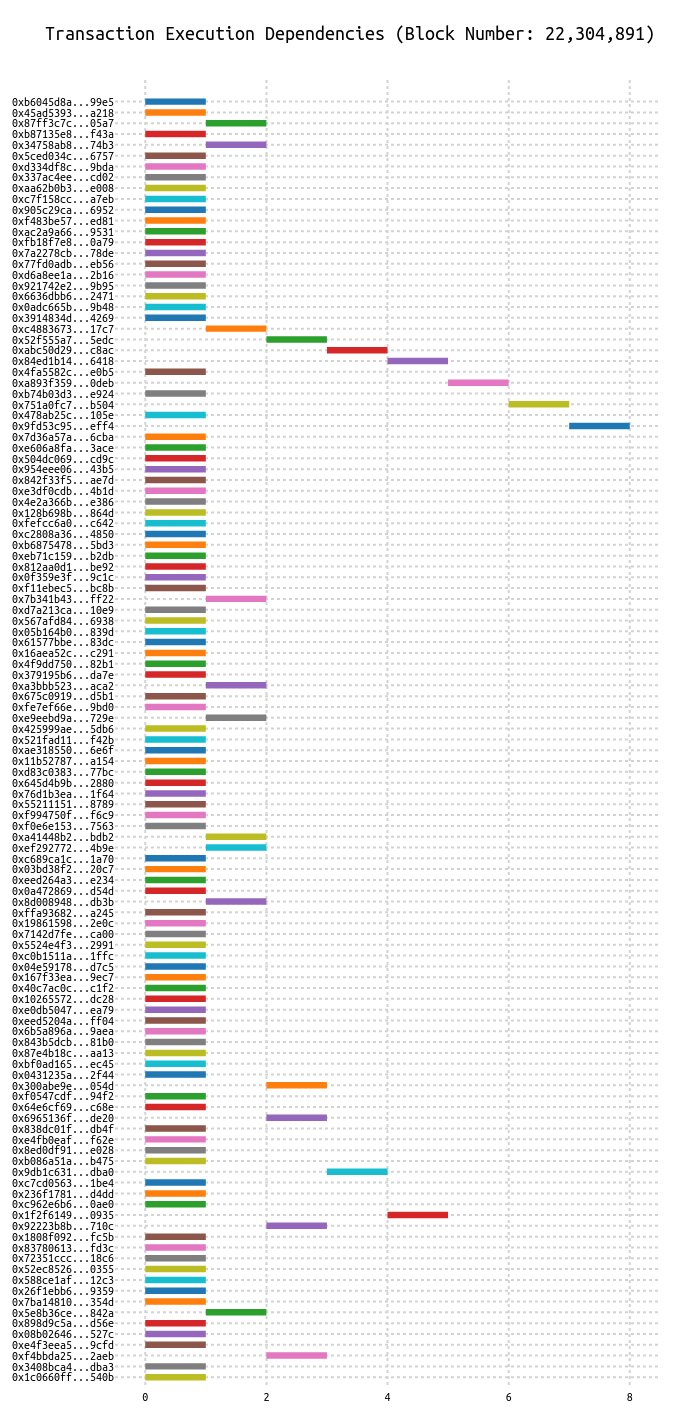 Transaction Execution Dependencies (Block Number: 22,304,891)
0xb6045d8a...99e5
0x45ad5393...a218
0x87ff3c7c...05a7
0xb87135e8...f43a
0x34758ab8...74b3
0x5ced034c...6757
0xd334df8c...9bda
0x337ac4ee...cd02
0xaa62b0b3...e008
0xc7f158cc...a7eb
0x905c29ca...6952
0xf483be57...ed81
0xac2a9a66...9531
0xfb18f7e8...0a79
0x7a2278cb...78de
0x77fd0adb...eb56
0xd6a8ee1a...2b16
0x921742e2...9b95
0x6636dbb6...2471
0x0adc665b...9b48
0x3914834d...4269
0xc4883673...17c7
0x52f555a7...5edc
0xabc50d29...c8ac
0x84ed1b14...6418
0x4fa5582c...e0b5
0xa893f359...0deb
0xb74b03d3...e924
0x751a0fc7...b504
0x478ab25c...105e
0x9fd53c95...eff4
0x7d36a57a...6cba
0xe606a8fa...3ace
0x504dc069...cd9c
0x954eee06...43b5
0x842f33f5...ae7d
0xe3df0cdb...4b1d
0x4e2a366b...e386
0x128b698b...864d
0xfefcc6a0...c642
0xc2808a36...4850
0xb6875478...5bd3
0xeb71c159...b2db
0x812aa0d1...be92
0x0f359e3f...9c1c
0xf11ebec5...bc8b
0x7b341b43...ff22
0xd7a213ca...10e9
0x567afd84...6938
0x05b164b0...839d
0x61577bbe...83dc
0x16aea52c...c291
0x4f9dd750...82b1
0x379195b6...da7e
0xa3bbb523...aca2
0x675c0919...d5b1
0xfe7ef66e...9bd0
0xe9eebd9a...729e
0x425999ae...5db6
0x521fad11...f42b
0xae318550...6e6f
0x11b52787...a154
0xd83c0383...77bc
0x645d4b9b...2880
0x76d1b3ea...1f64
0x55211151...8789
0xf994750f...f6c9
0xf0e6e153...7563
0xa41448b2...bdb2
0xef292772...4b9e
0xc689ca1c...1a70
0x03bd38f2...20c7
0xeed264a3...e234
0x0a472869...d54d
0x8d008948...db3b
0xffa93682...a245
0x19861598...2e0c
0x7142d7fe...ca00
0x5524e4f3...2991
0xc0b1511a...1ffc
0x04e59178...d7c5
0x167f33ea...9ec7
0x40c7ac0c...c1f2
0x10265572...dc28
0xe0db5047...ea79
0xeed5204a...ff04
0x6b5a896a...9aea
0x843b5dcb...81b0
0x87e4b18c...aa13
0xbf0ad165...ec45
0x0431235a...2f44
0x300abe9e...054d
0xf0547cdf...94f2
0x64e6cf69...c68e
0x6965136f...de20
0x838dc01f...db4f
0xe4fb0eaf...f62e
0x8ed0df91...e028
0xb086a51a...b475
0x9db1c631...dba0
0xc7cd0563...1be4
0x236f1781...d4dd
0xc962e6b6...0ae0
0x1f2f6149...0935
0x92223b8b...710c
0x1808f092...fc5b
0x83780613...fd3c
0x72351ccc...18c6
0x52ec8526...0355
0x588ce1af...12c3
0x26f1ebb6...9359
0x7ba14810...354d
0x5e8b36ce...842a
0x898d9c5a...d56e
0x08b02646...527c
0xe4f3eea5...9cfd
0xf4bbda25...2aeb
0x3408bca4...dba3
0x1c0660ff...540b
0 2 4 6 8